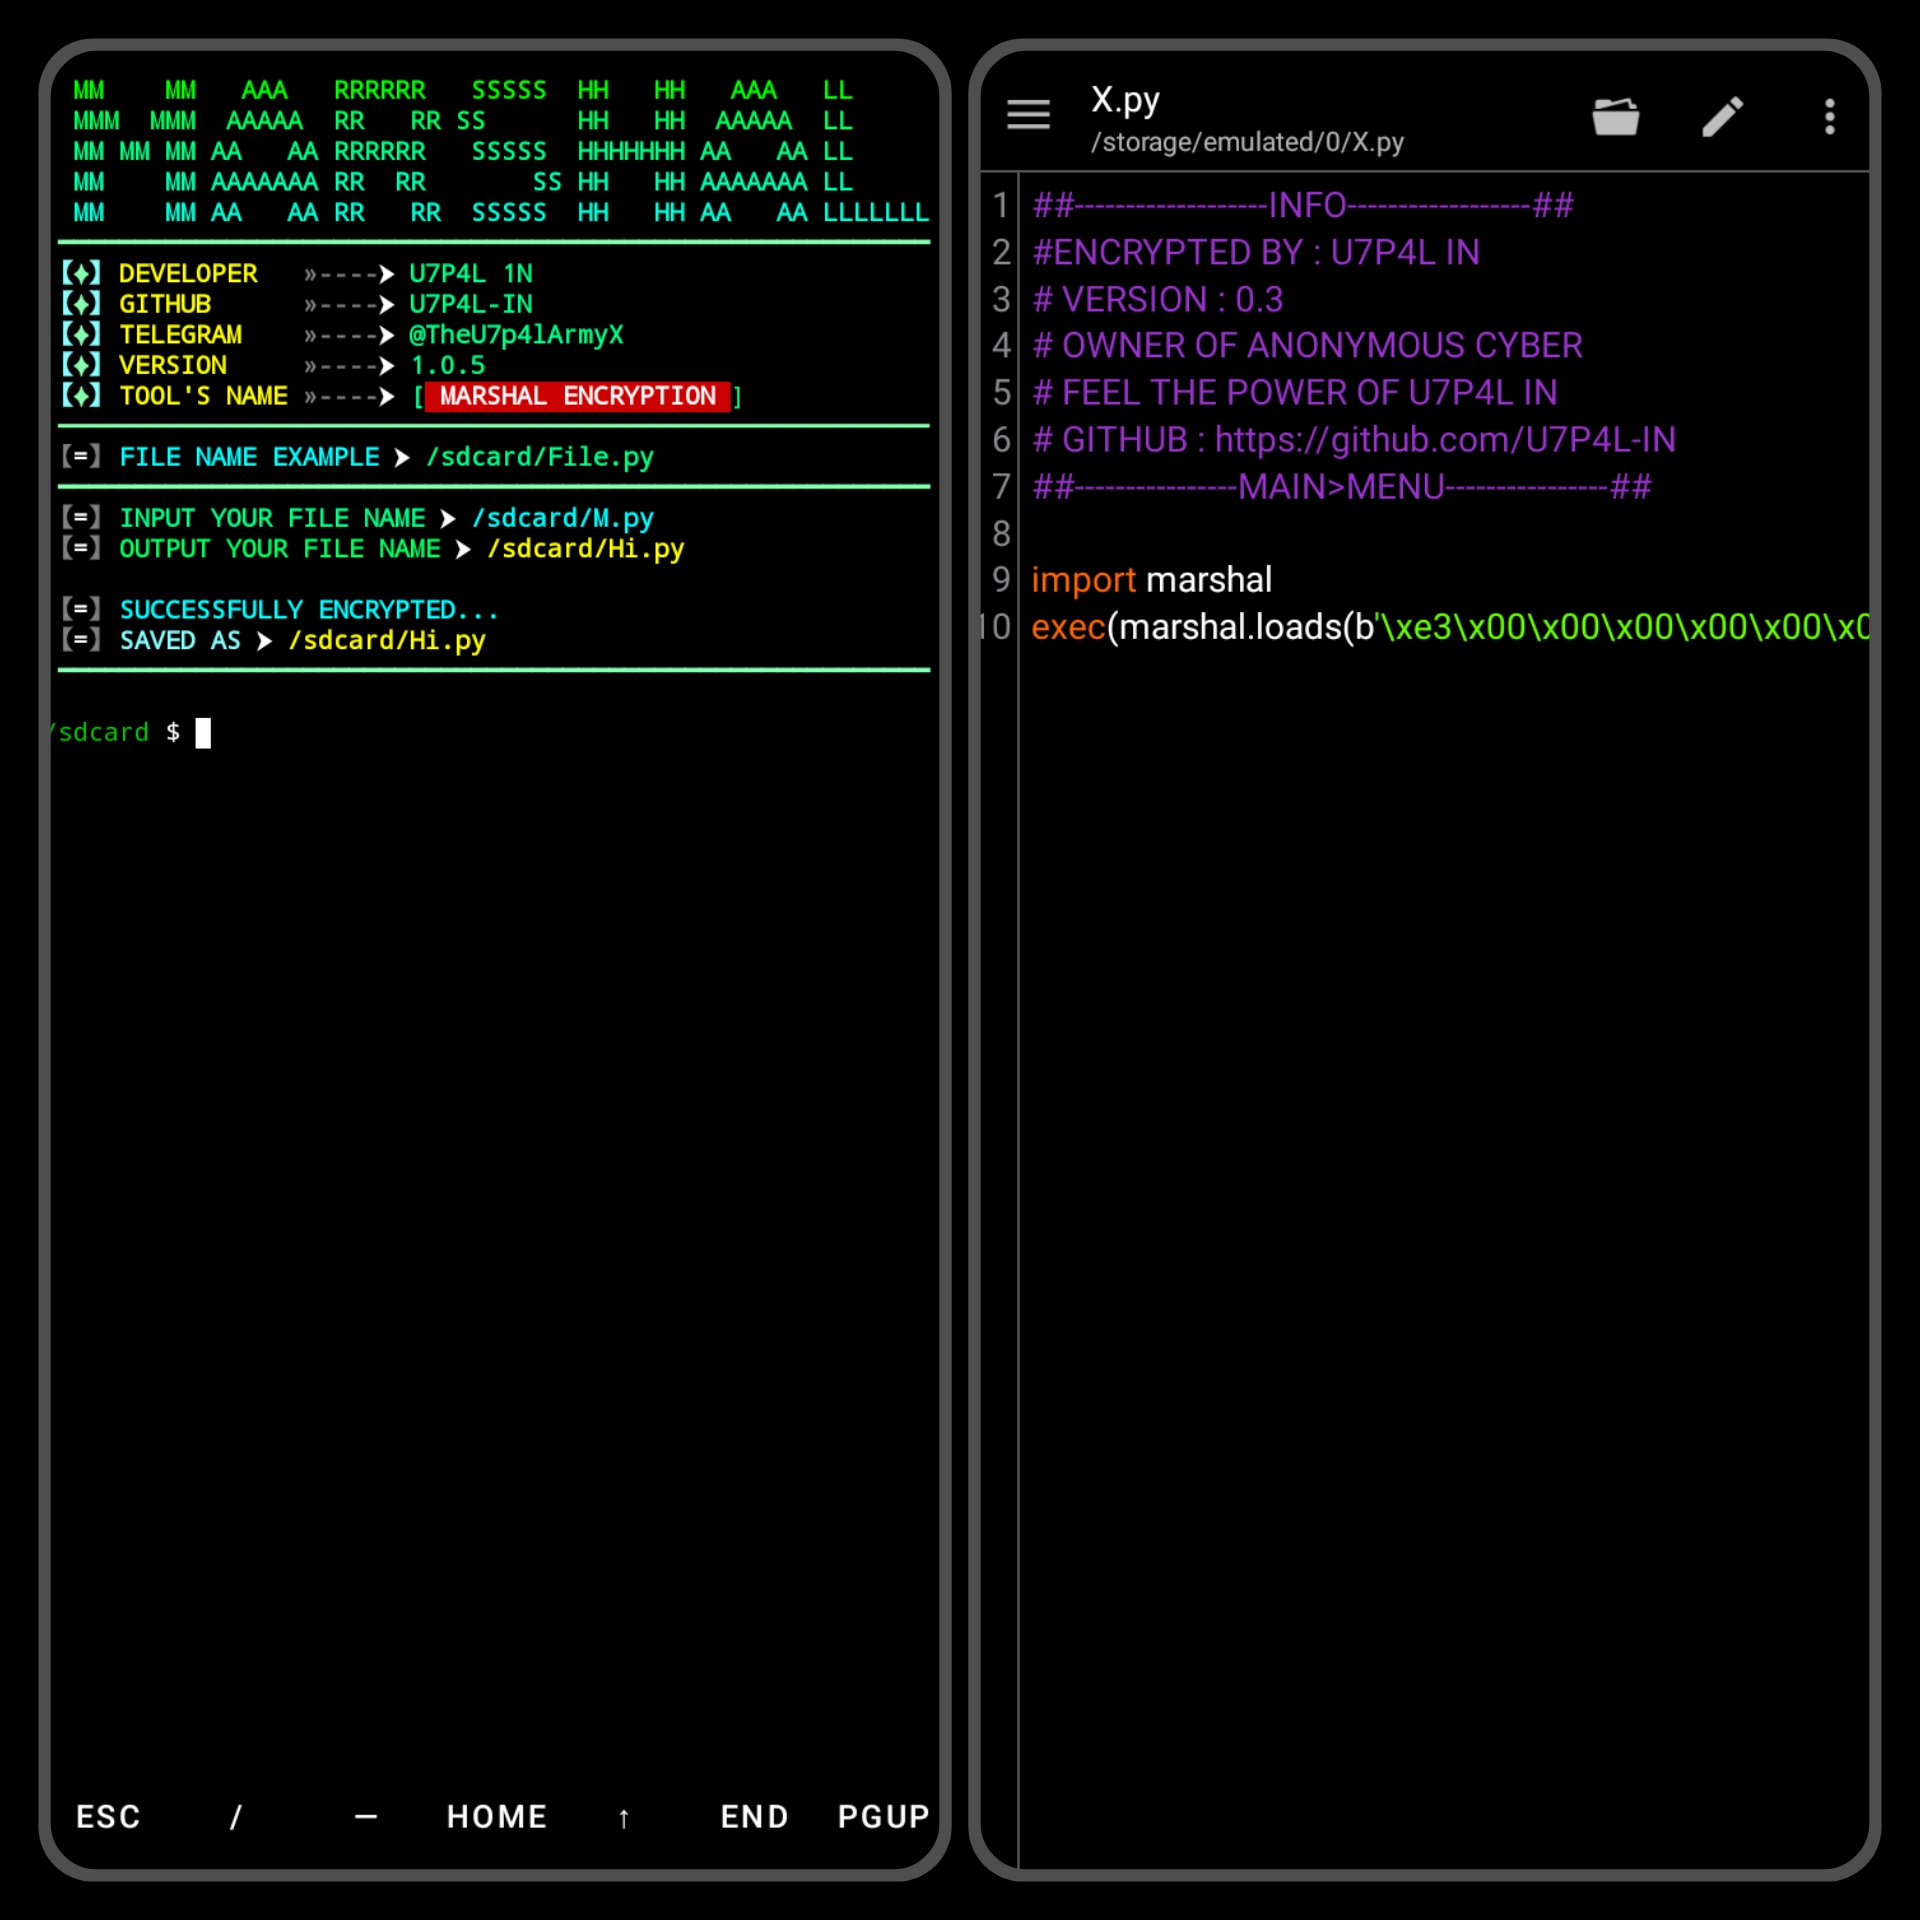 MM    MM   AAA   RRRRRR   SSSSS  HH   HH   AAA   LL
MMM  MMM  AAAAA  RR   RR SS      HH   HH  AAAAA  LL
MM MM MM AA   AA RRRRRR   SSSSS  HHHHHHH AA   AA LL
MM    MM AAAAAAA RR  RR       SS HH   HH AAAAAAA LL
MM    MM AA   AA RR   RR  SSSSS  HH   HH AA   AA LLLLLLL
【✦】 DEVELOPER »----➤ U7P4L 1N
【✦】 GITHUB »----➤ U7P4L-IN
【✦】 TELEGRAM »----➤ @TheU7p4lArmyX
【✦】 VERSION »----➤ 1.0.5
【✦】 TOOL'S NAME »----➤ [ MARSHAL ENCRYPTION ]
【=】 FILE NAME EXAMPLE ➤ /sdcard/File.py
【=】 INPUT YOUR FILE NAME ➤ /sdcard/M.py
【=】 OUTPUT YOUR FILE NAME ➤ /sdcard/Hi.py
【=】 SUCCESSFULLY ENCRYPTED...
【=】 SAVED AS ➤ /sdcard/Hi.py
/sdcard $
ESC / — HOME ↑ END PGUP
X.py
/storage/emulated/0/X.py
1 ##-------------------INFO------------------##
2 #ENCRYPTED BY : U7P4L IN
3 # VERSION : 0.3
4 # OWNER OF ANONYMOUS CYBER
5 # FEEL THE POWER OF U7P4L IN
6 # GITHUB : https://github.com/U7P4L-IN
7 ##----------------MAIN>MENU----------------##
8
9 import marshal
10 exec(marshal.loads(b'\xe3\x00\x00\x00\x00\x00\x0